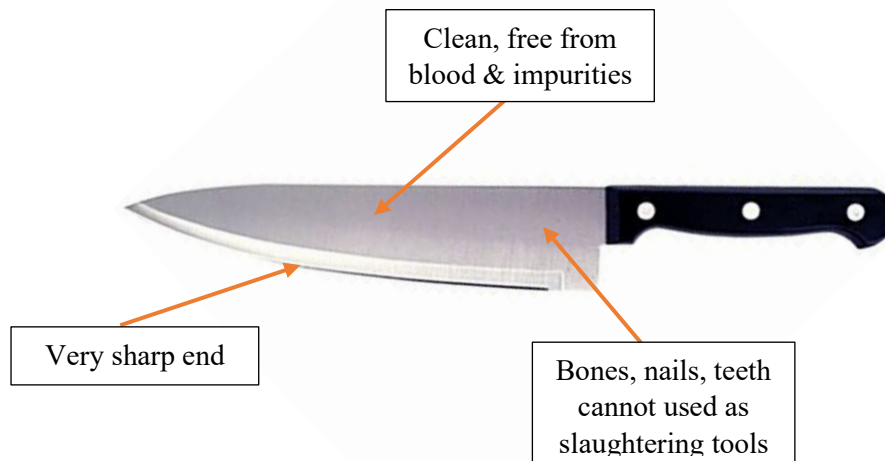 Clean, free from
blood & impurities
Very sharp end
Bones, nails, teeth
cannot used as
slaughtering tools